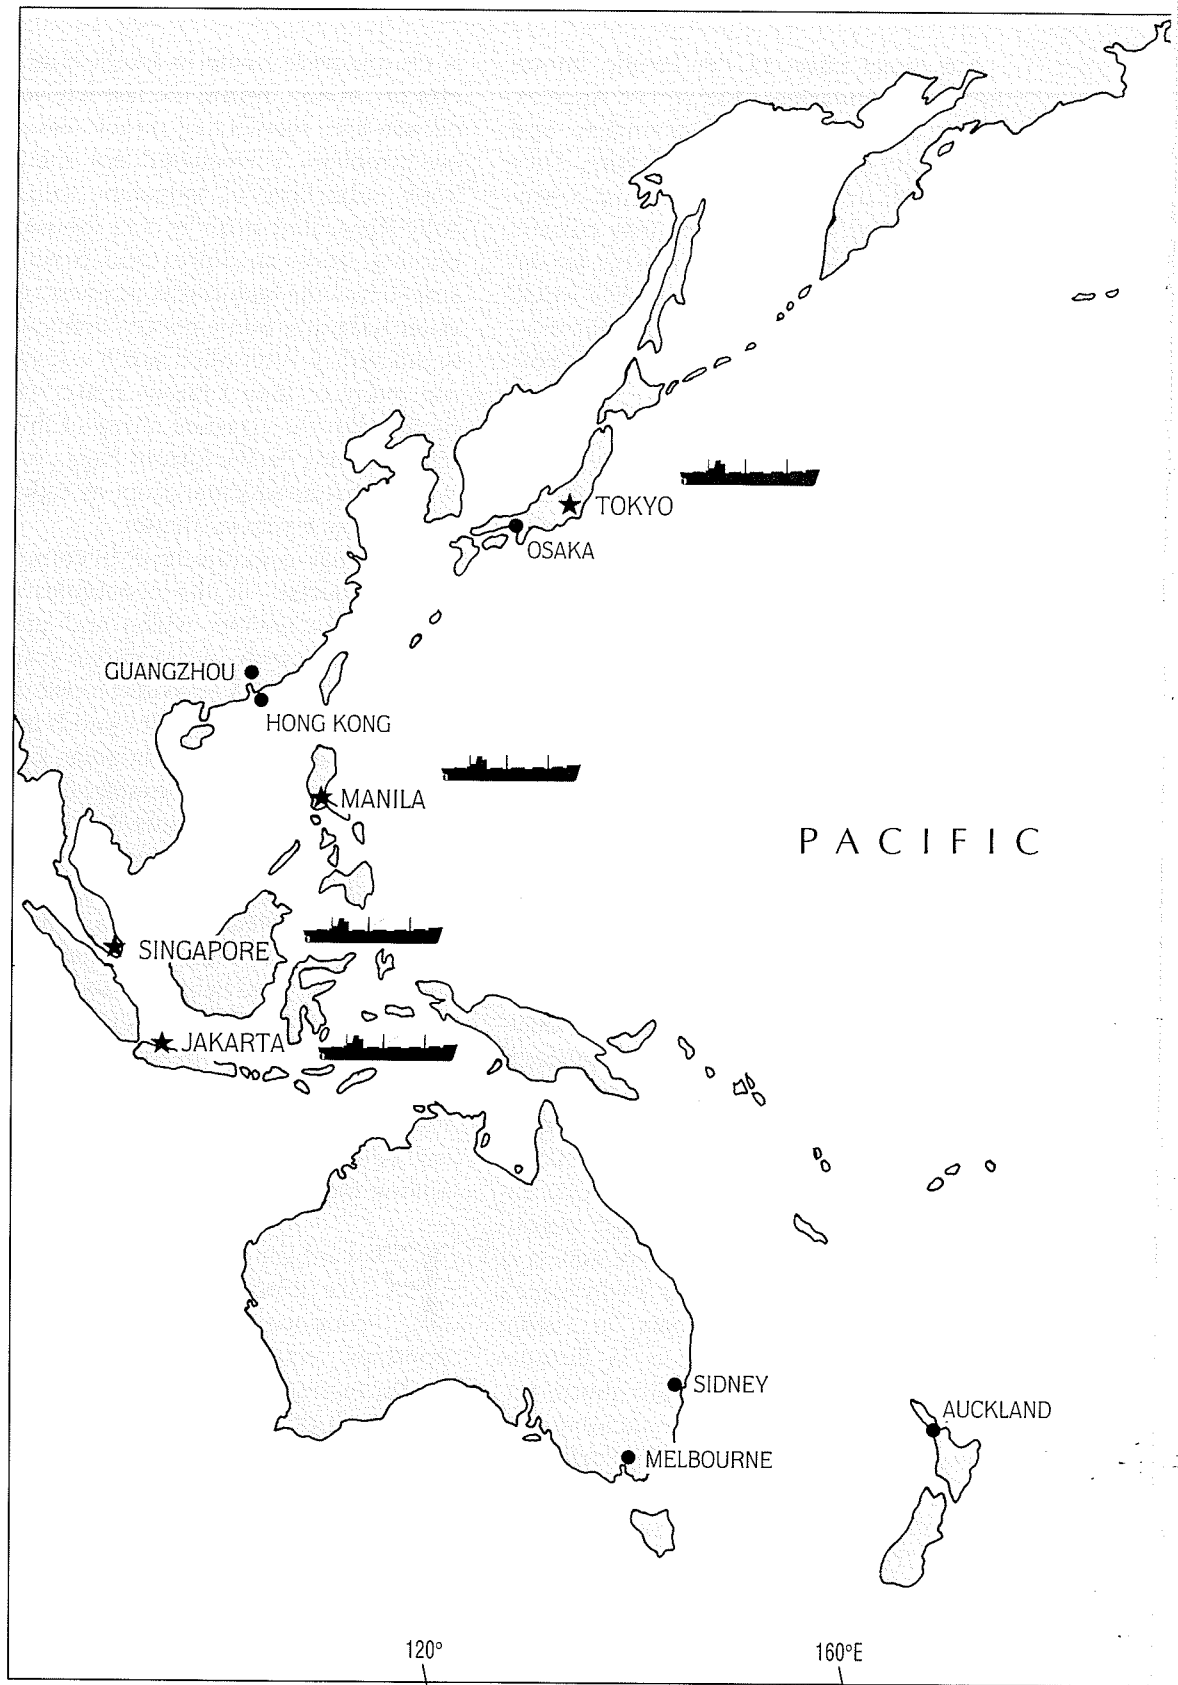 TOKYO
OSAKA
GUANGZHOU
HONG KONG
MANILA
PACIFIC
SINGAPORE
JAKARTA
SIDNEY
AUCKLAND
MELBOURNE
120°
160°E